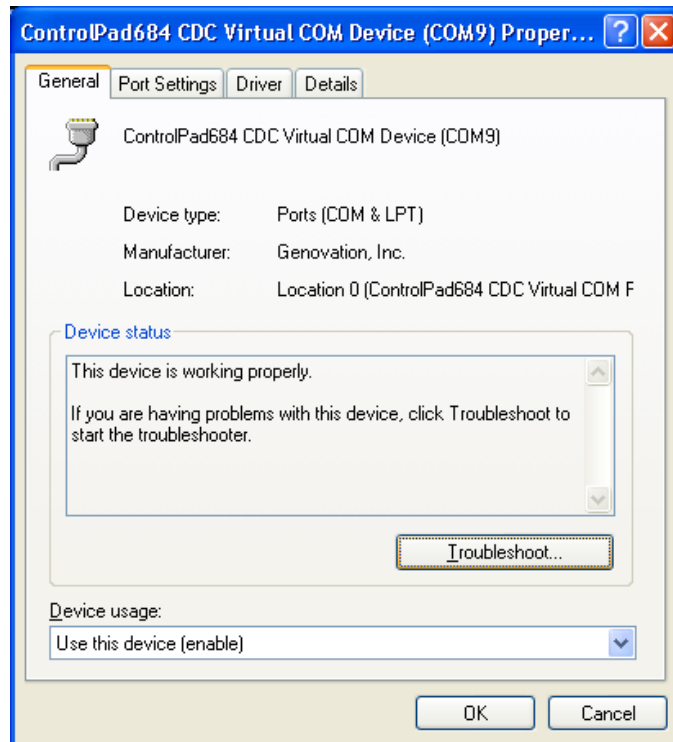 ControlPad684 CDC Virtual COM Device (COM9) Proper...
General Port Settings Driver Details
ControlPad684 CDC Virtual COM Device (COM9)
Device type: Ports (COM & LPT)
Manufacturer: Genovation, Inc.
Location: Location 0 (ControlPad684 CDC Virtual COM F
Device status
This device is working properly.
If you are having problems with this device, click Troubleshoot to
start the troubleshooter.
Troubleshoot...
Device usage:
Use this device (enable)
OK Cancel